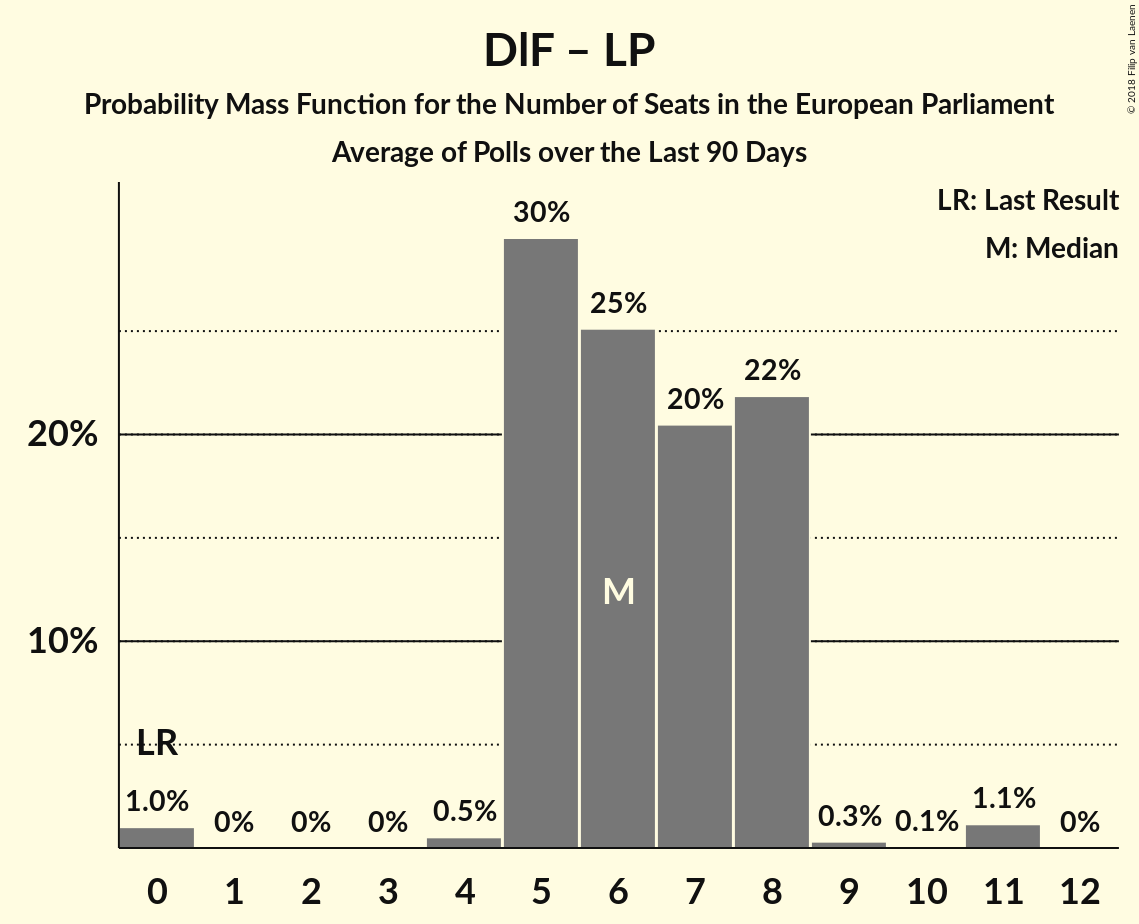 DIF – LP
Probability Mass Function for the Number of Seats in the European Parliament
Average of Polls over the Last 90 Days
© 2018 Filip van Laenen
LR: Last Result
M: Median
30%
25%
22%
20%
20%
M
10%
LR
1.0%
0%
0%
0%
0.5%
0.3%
0.1%
1.1%
0%
0 1 2 3 4 5 6 7 8 9 10 11 12